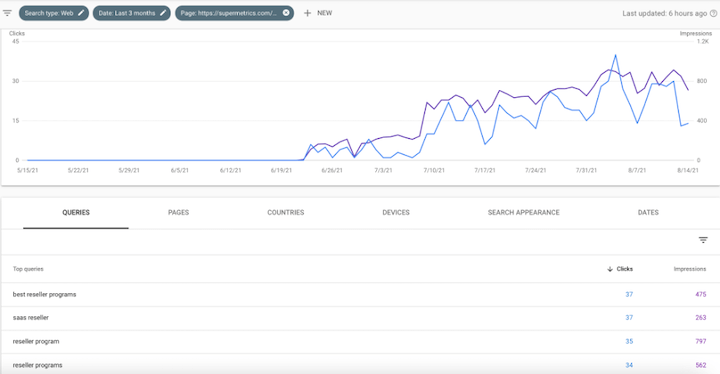 Search type: Web Date: Last 3 months Page: https://supermetrics.com/... + NEW Last updated: 6 hours ago
Clicks Impressions
45 1.2K
30 800
15 400
0 0
5/15/21 5/22/21 5/29/21 6/5/21 6/12/21 6/19/21 6/26/21 7/3/21 7/10/21 7/17/21 7/24/21 7/31/21 8/7/21 8/14/21
QUERIES PAGES COUNTRIES DEVICES SEARCH APPEARANCE DATES
Top queries Clicks Impressions
best reseller programs 37 475
saas reseller 37 263
reseller program 35 797
reseller programs 34 562